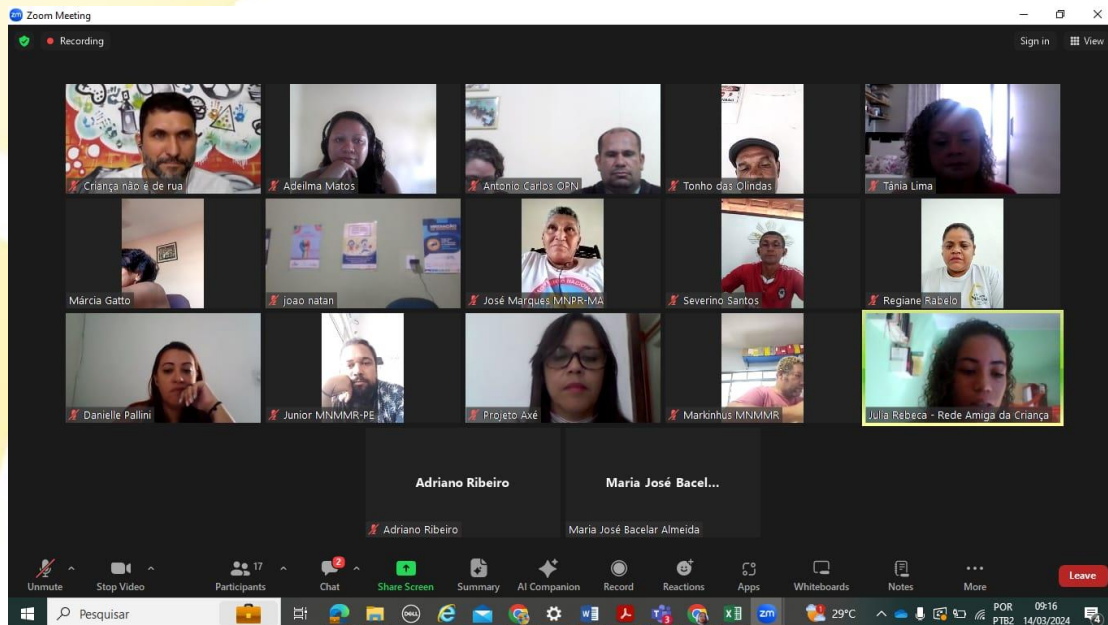 Zoom Meeting
Recording
Sign in
View
Criança não é de rua
Adeilma Matos
Antonio Carlos OPN
Tonho das Olindas
Tânia Lima
Márcia Gatto
joao natan
José Marques MNPR-MA
Severino Santos
Regiane Rabelo
Danielle Pallini
Junior MNMMR-PE
Projeto Axé
Markinhus MNMMR
Julia Rebeca - Rede Amiga da Criança
Adriano Ribeiro
Maria José Bacel...
Adriano Ribeiro
Maria José Bacelar Almeida
17
2
Unmute
Stop Video
Participants
Chat
Share Screen
Summary
AI Companion
Record
Reactions
Apps
Whiteboards
Notes
More
Leave
Pesquisar
29°C
POR
PTB2
09:16
14/03/2024